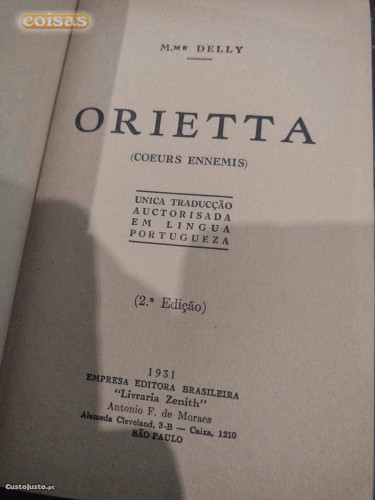 coisas
M.ME DELLY
ORIETTA
(COEURS ENNEMIS)
UNICA TRADUCÇÃO
AUCTORISADA
EM LINGUA
PORTUGUEZA
(2.ª Edição)
1931
EMPRESA EDITORA BRASILEIRA
"Livraria Zenith"
Antonio F. de Moraes
Alameda Cleveland, 3-B — Caixa, 1210
SÃO PAULO
CustoJusto.pt